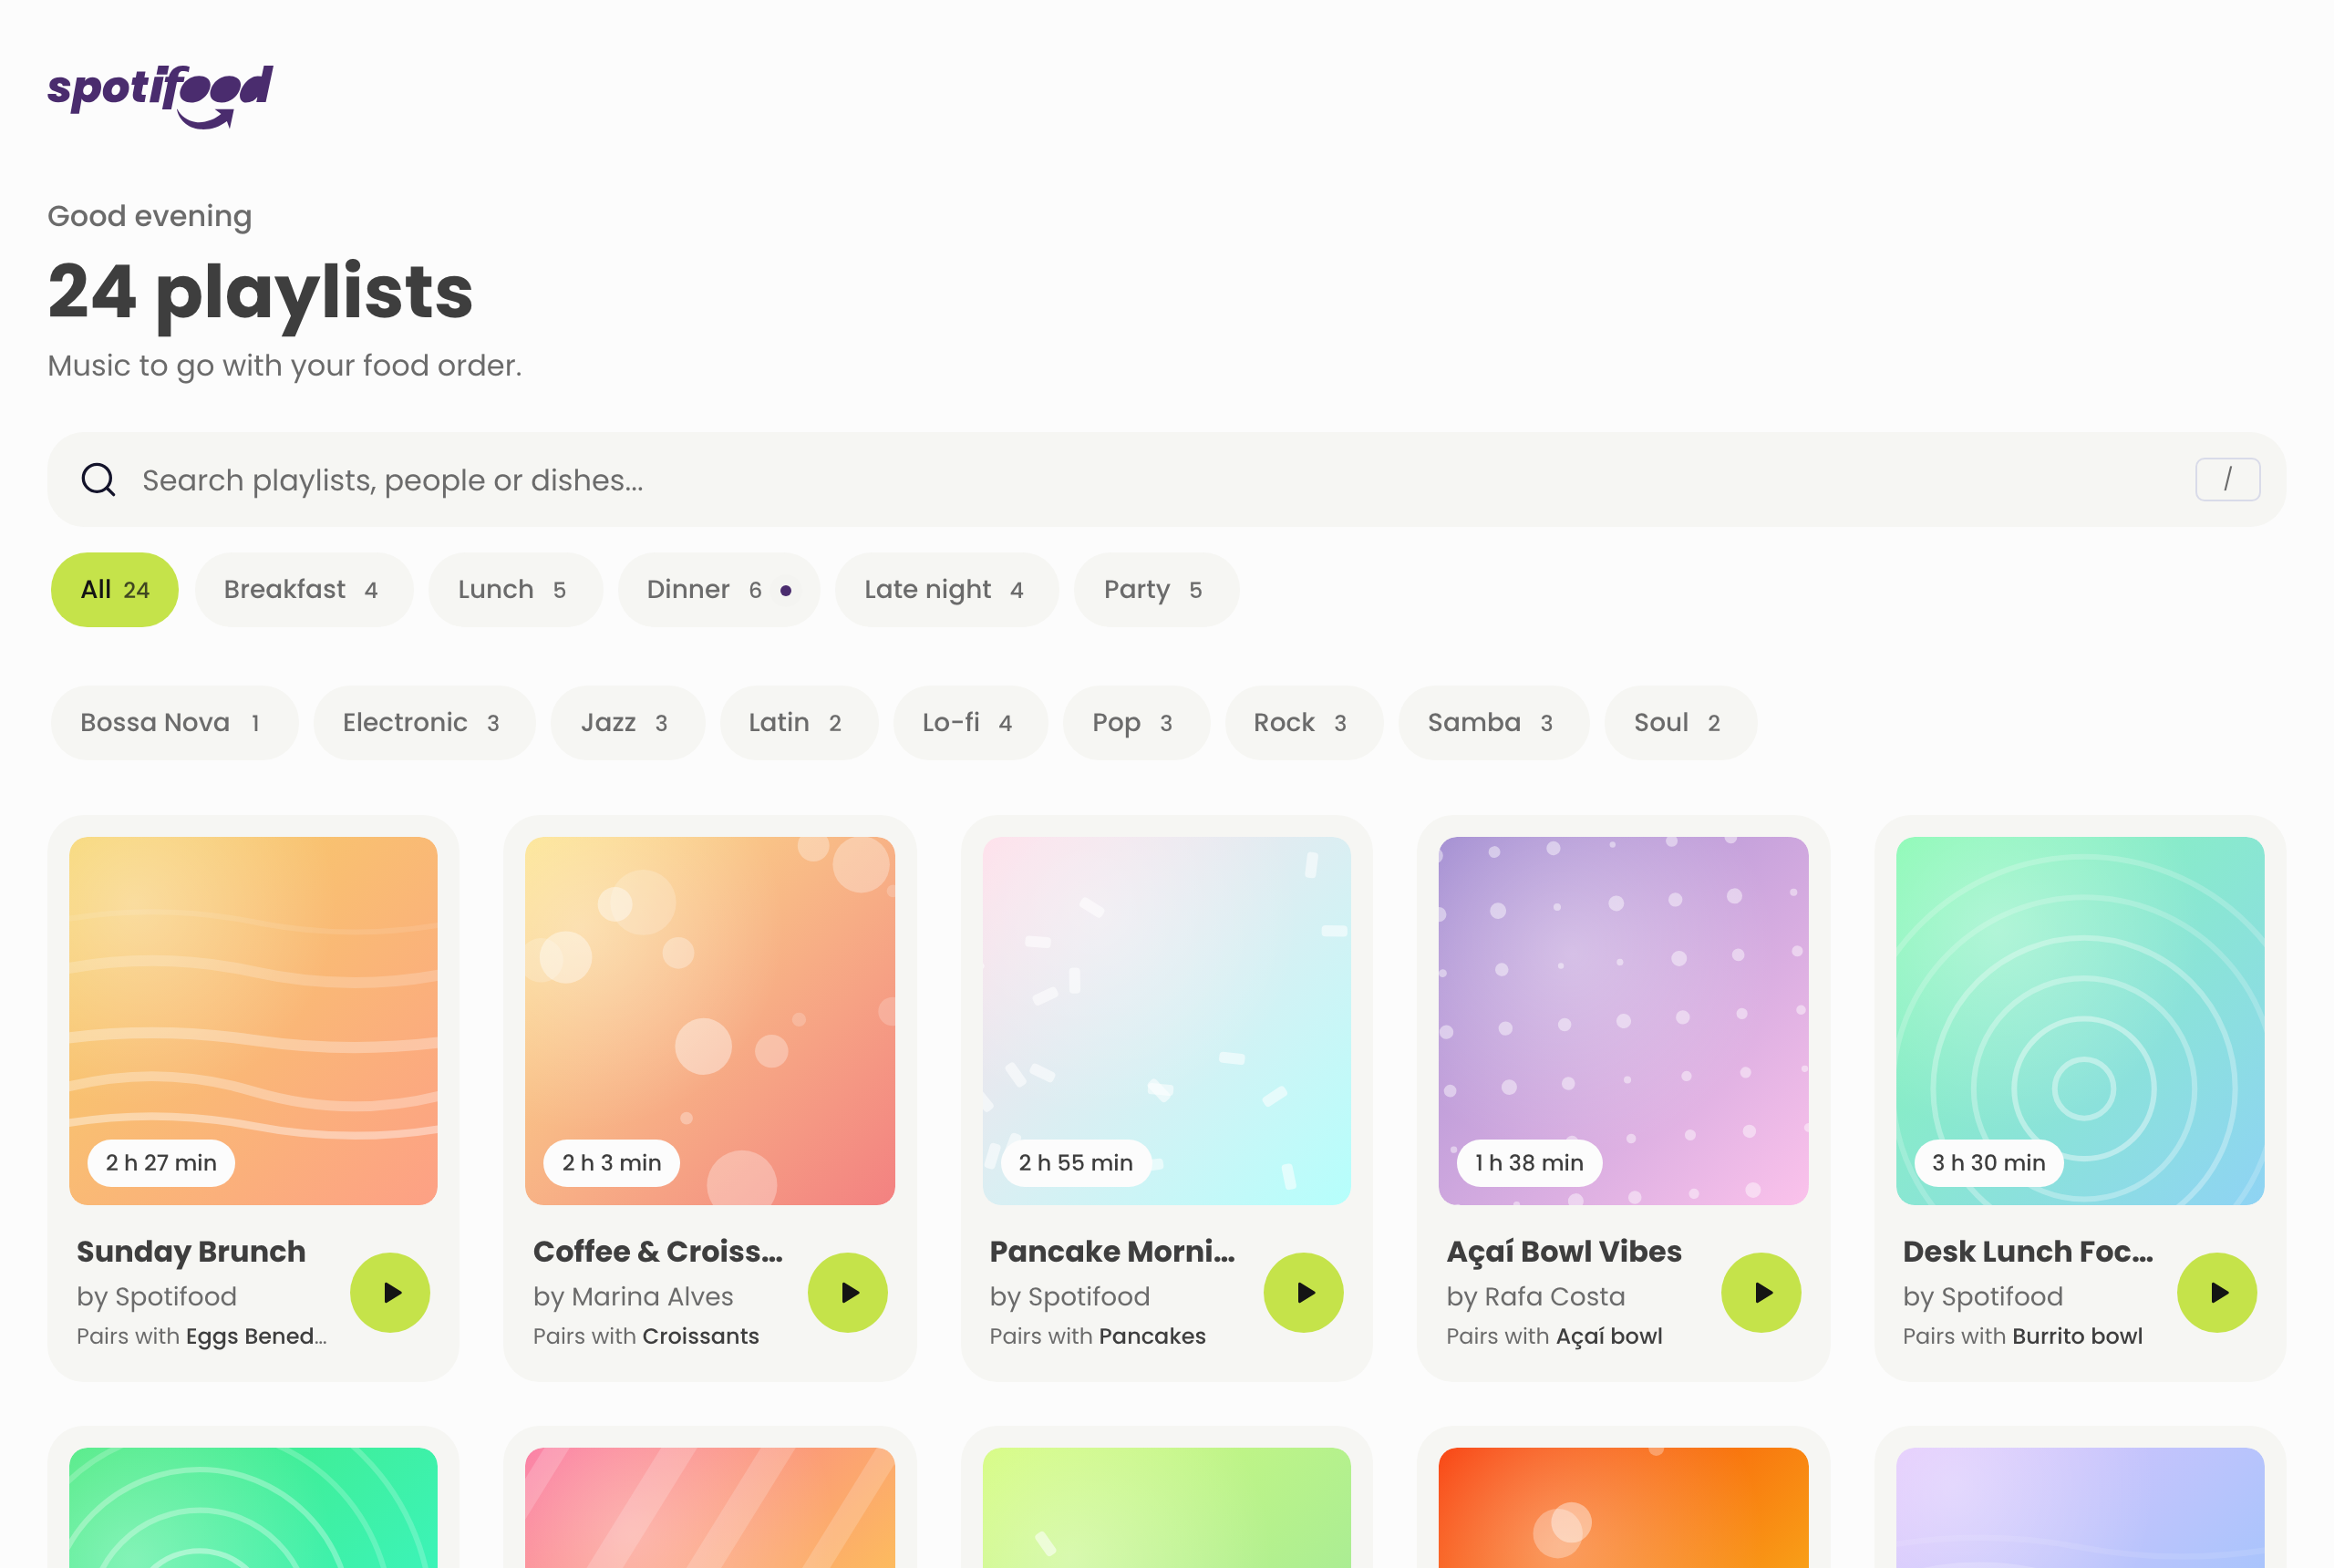 spotifood
Good evening
24 playlists
Music to go with your food order.
Search playlists, people or dishes...
/
All 24
Breakfast 4
Lunch 5
Dinner 6
Late night 4
Party 5
Bossa Nova 1
Electronic 3
Jazz 3
Latin 2
Lo-fi 4
Pop 3
Rock 3
Samba 3
Soul 2
2 h 27 min
Sunday Brunch
by Spotifood
Pairs with Eggs Bened...
2 h 3 min
Coffee & Croiss...
by Marina Alves
Pairs with Croissants
2 h 55 min
Pancake Morni...
by Spotifood
Pairs with Pancakes
1 h 38 min
Açaí Bowl Vibes
by Rafa Costa
Pairs with Açaí bowl
3 h 30 min
Desk Lunch Foc...
by Spotifood
Pairs with Burrito bowl